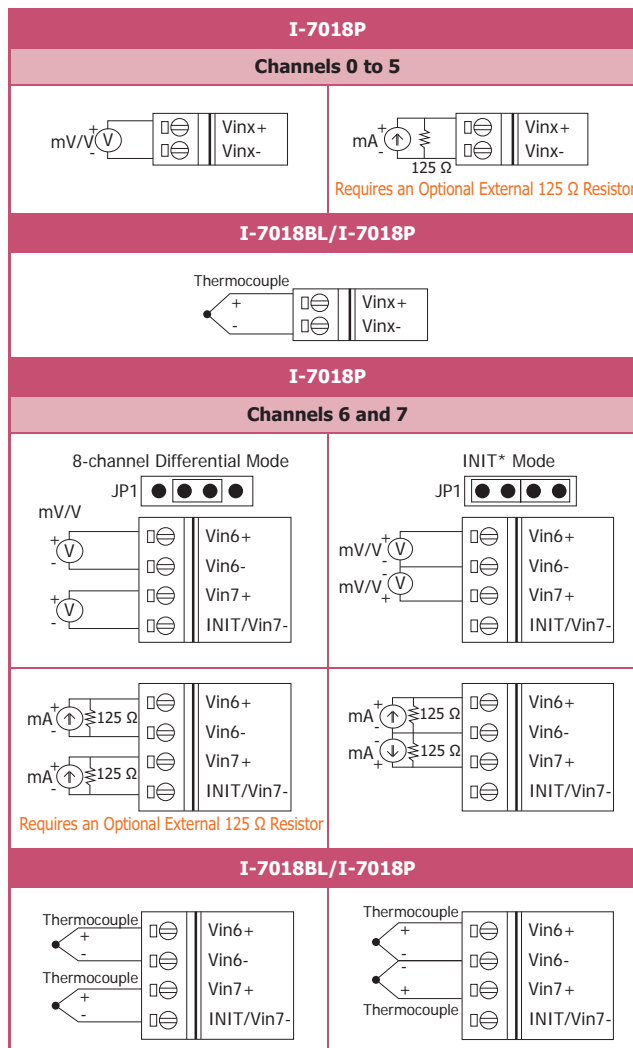 I-7018P
Channels 0 to 5
mV/V
+
V
-
Vinx+
Vinx-
mA
+
-
125 Ω
Vinx+
Vinx-
Requires an Optional External 125 Ω Resistor
I-7018BL/I-7018P
Thermocouple
+
-
Vinx+
Vinx-
I-7018P
Channels 6 and 7
8-channel Differential Mode
JP1
mV/V
+
V
-
+
V
-
Vin6+
Vin6-
Vin7+
INIT/Vin7-
INIT* Mode
JP1
mV/V
+
V
-
-
mV/V
V
+
Vin6+
Vin6-
Vin7+
INIT/Vin7-
mA
+
-
125 Ω
mA
+
-
125 Ω
Vin6+
Vin6-
Vin7+
INIT/Vin7-
Requires an Optional External 125 Ω Resistor
mA
+
-
125 Ω
mA
-
+
125 Ω
Vin6+
Vin6-
Vin7+
INIT/Vin7-
I-7018BL/I-7018P
Thermocouple
+
-
Thermocouple
+
-
Vin6+
Vin6-
Vin7+
INIT/Vin7-
Thermocouple
+
-
-
+
Thermocouple
Vin6+
Vin6-
Vin7+
INIT/Vin7-